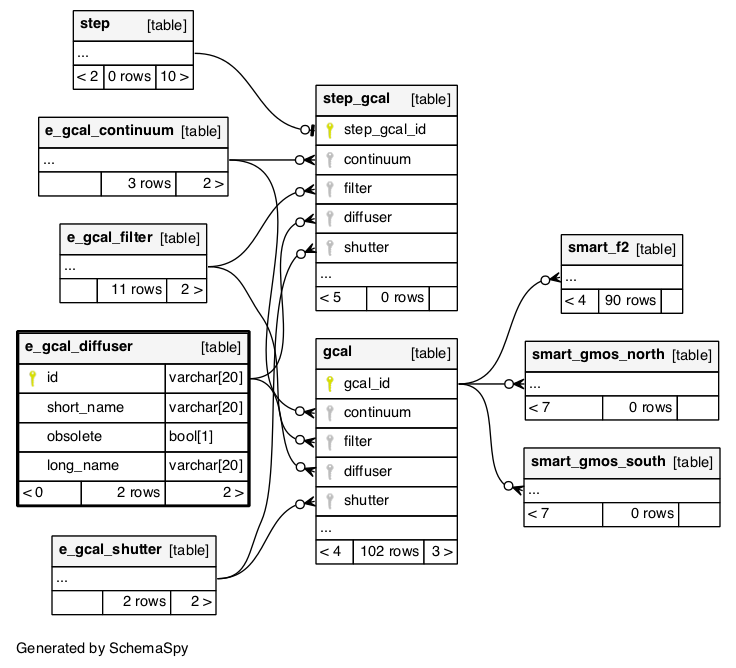 step [table]
...
< 2 0 rows 10 >
e_gcal_continuum [table]
...
3 rows 2 >
e_gcal_filter [table]
...
11 rows 2 >
e_gcal_diffuser [table]
id varchar[20]
short_name varchar[20]
obsolete bool[1]
long_name varchar[20]
< 0 2 rows 2 >
e_gcal_shutter [table]
...
2 rows 2 >
step_gcal [table]
step_gcal_id
continuum
filter
diffuser
shutter
...
< 5 0 rows
gcal [table]
gcal_id
continuum
filter
diffuser
shutter
...
< 4 102 rows 3 >
smart_f2 [table]
...
< 4 90 rows
smart_gmos_north [table]
...
< 7 0 rows
smart_gmos_south [table]
...
< 7 0 rows
Generated by SchemaSpy